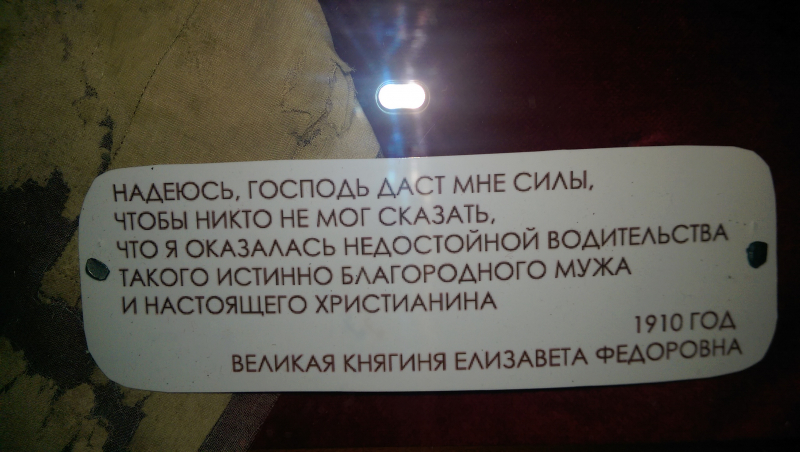 НАДЕЮСЬ, ГОСПОДЬ ДАСТ МНЕ СИЛЫ,
ЧТОБЫ НИКТО НЕ МОГ СКАЗАТЬ,
ЧТО Я ОКАЗАЛАСЬ НЕДОСТОЙНОЙ ВОДИТЕЛЬСТВА
ТАКОГО ИСТИННО БЛАГОРОДНОГО МУЖА
И НАСТОЯЩЕГО ХРИСТИАНИНА
1910 ГОД
ВЕЛИКАЯ КНЯГИНЯ ЕЛИЗАВЕТА ФЕДОРОВНА